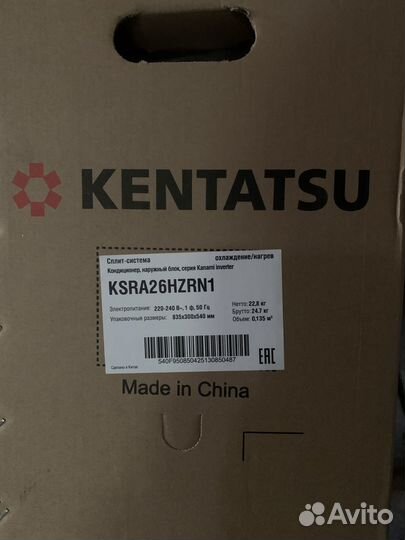 KENTATSU
Сплит-система охлаждение/нагрев
Кондиционер, наружный блок, серия Kanami inverter
KSRA26HZRN1
Электропитание: 220-240 В~, 1 ф, 50 Гц Нетто: 22,8 кг
Упаковочные размеры: 835x300x540 мм Брутто: 24.7 кг
Объем: 0,135 м³
Сделано в Китае
540F950850425130850487
EAC
Made in China
Avito